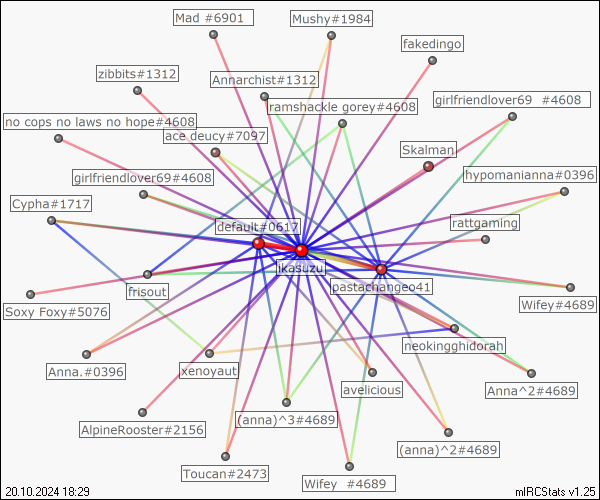 Mad #6901
Mushy#1984
fakedingo
zibbits#1312
Annarchist#1312
girlfriendlover69 #4608
ramshackle gorey#4608
no cops no laws no hope#4608
ace deucy#7097
Skalman
girlfriendlover69#4608
hypomanianna#0396
Cypha#1717
default#0617
rattgaming
ikasuzu
pastachangeo41
frisout
Soxy Foxy#5076
Wifey#4689
neokingghidorah
Anna.#0396
xenoyaut
avelicious
Anna^2#4689
AlpineRooster#2156
(anna)^3#4689
(anna)^2#4689
Toucan#2473
Wifey #4689
20.10.2024 18:29
mIRCStats v1.25